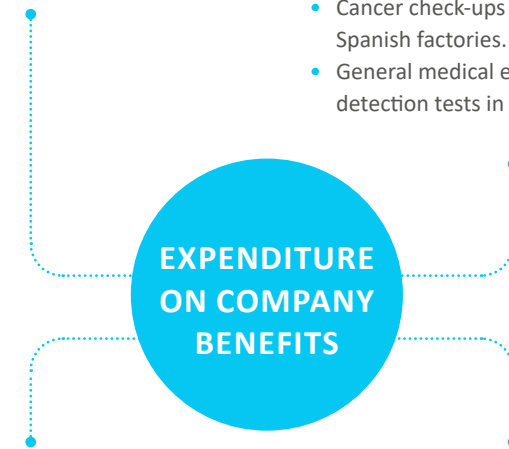 • Cancer check-ups
Spanish factories.
• General medical e
detection tests in
EXPENDITURE
ON COMPANY
BENEFITS